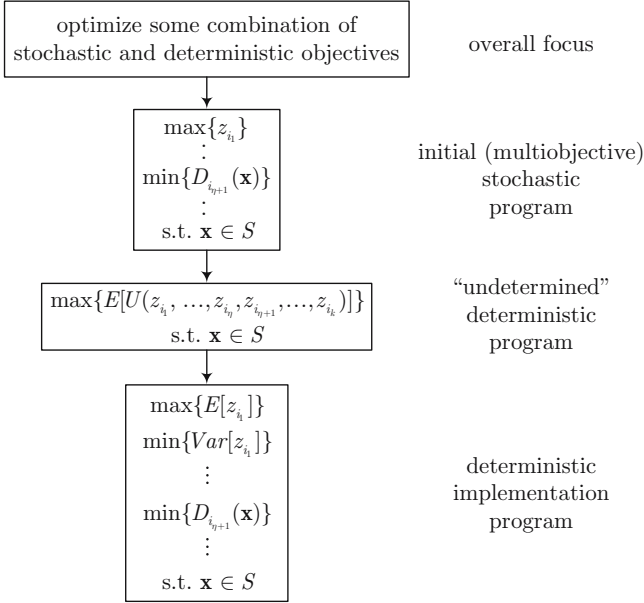 optimize some combination of
stochastic and deterministic objectives
overall focus
max{z_{i_1}}
⋮
min{D_{i_{η+1}}(x)}
⋮
s.t. x ∈ S
initial (multiobjective)
stochastic
program
max{E[U(z_{i_1}, …,z_{i_η},z_{i_{η+1}},…,z_{i_k})]}
s.t. x ∈ S
“undetermined”
deterministic
program
max{E[z_{i_1}]}
min{Var[z_{i_1}]}
⋮
min{D_{i_{η+1}}(x)}
⋮
s.t. x ∈ S
deterministic
implementation
program